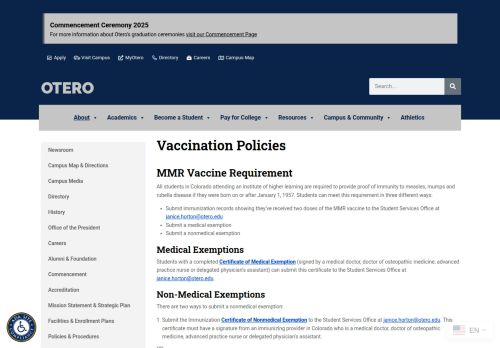 Commencement Ceremony 2025
For more information about Otero's graduation ceremonies visit our Commencement Page
Apply Visit Campus MyOtero Directory Careers Campus Map
OTERO
Search...
About Academics Become a Student Pay for College Resources Campus & Community Athletics
Newsroom
Campus Map & Directions
Campus Media
Directory
History
Office of the President
Careers
Alumni & Foundation
Commencement
Accreditation
Mission Statement & Strategic Plan
Facilities & Enrollment Plans
Policies & Procedures
Vaccination Policies
MMR Vaccine Requirement
All students in Colorado attending an institute of higher learning are required to provide proof of immunity to measles, mumps and
rubella disease if they were born on or after January 1, 1957. Students can meet this requirement in three different ways:
Submit immunization records showing they've received two doses of the MMR vaccine to the Student Services Office at
janice.horton@otero.edu
Submit a medical exemption
Submit a nonmedical exemption
Medical Exemptions
Students with a completed Certificate of Medical Exemption (signed by a medical doctor, doctor of osteopathic medicine, advanced
practice nurse or delegated physician's assistant) can submit this certificate to the Student Services Office at
janice.horton@otero.edu.
Non-Medical Exemptions
There are two ways to submit a nonmedical exemption:
1. Submit the Immunization Certificate of Nonmedical Exemption to the Student Services Office at janice.horton@otero.edu. This
certificate must have a signature from an immunizing provider in Colorado who is a medical doctor, doctor of osteopathic
medicine, advanced practice nurse or delegated physician's assistant.
EN